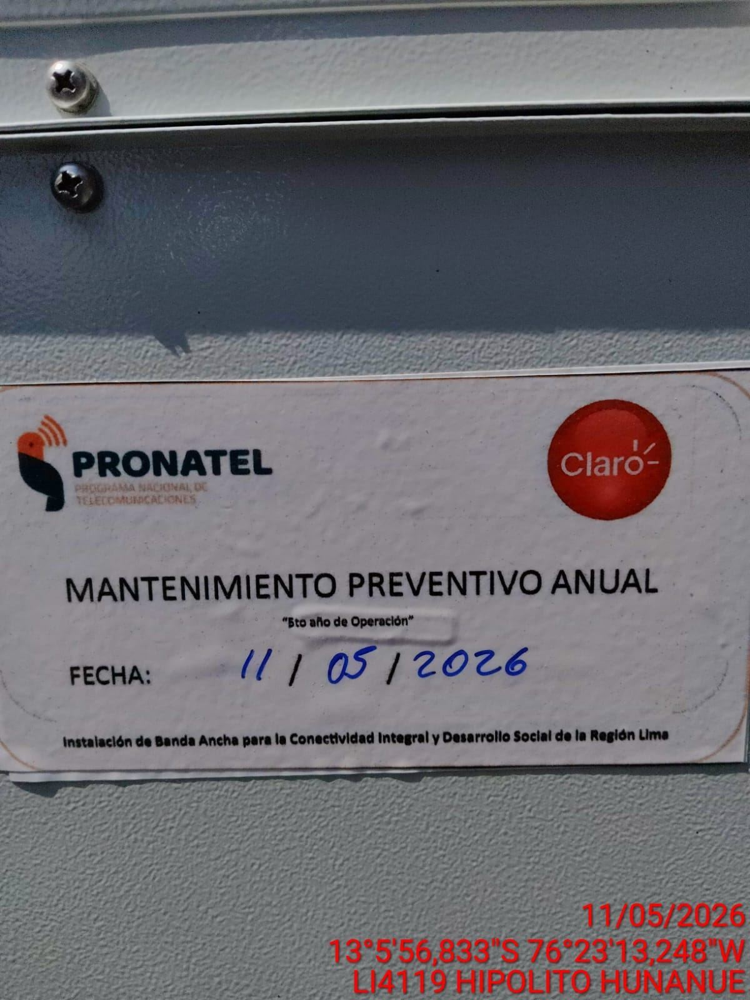 PRONATEL
PROGRAMA NACIONAL DE
TELECOMUNICACIONES
Claro
MANTENIMIENTO PREVENTIVO ANUAL
"5to año de Operación"
FECHA: 11 / 05 / 2026
Instalación de Banda Ancha para la Conectividad Integral y Desarrollo Social de la Región Lima
11/05/2026
13°5'56,833"S 76°23'13,248"W
LI4119 HIPOLITO HUNANUE